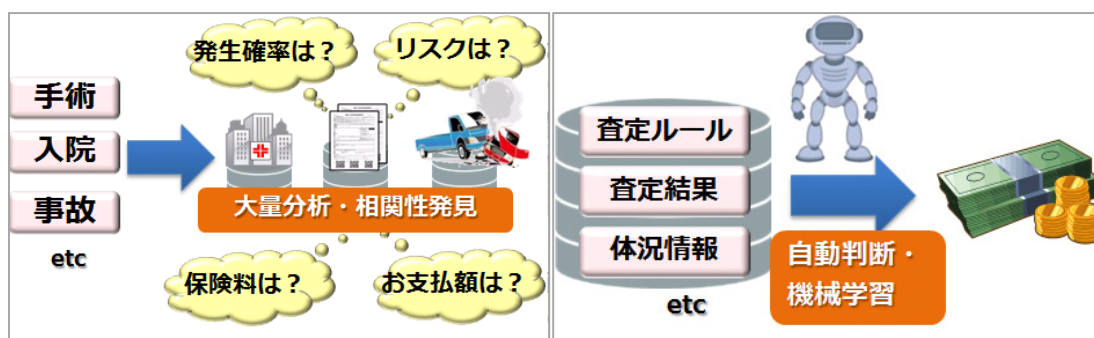 発生確率は？
リスクは？
手術
入院
事故
etc
大量分析・相関性発見
保険料は？
お支払額は？
査定ルール
査定結果
体況情報
etc
自動判断・
機械学習